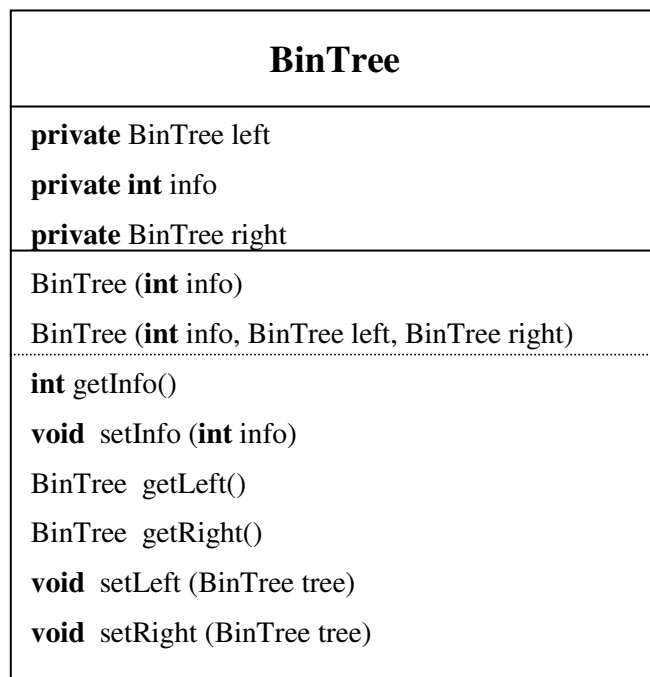 BinTree
private BinTree left
private int info
private BinTree right
BinTree (int info)
BinTree (int info, BinTree left, BinTree right)
int getInfo()
void setInfo (int info)
BinTree getLeft()
BinTree getRight()
void setLeft (BinTree tree)
void setRight (BinTree tree)